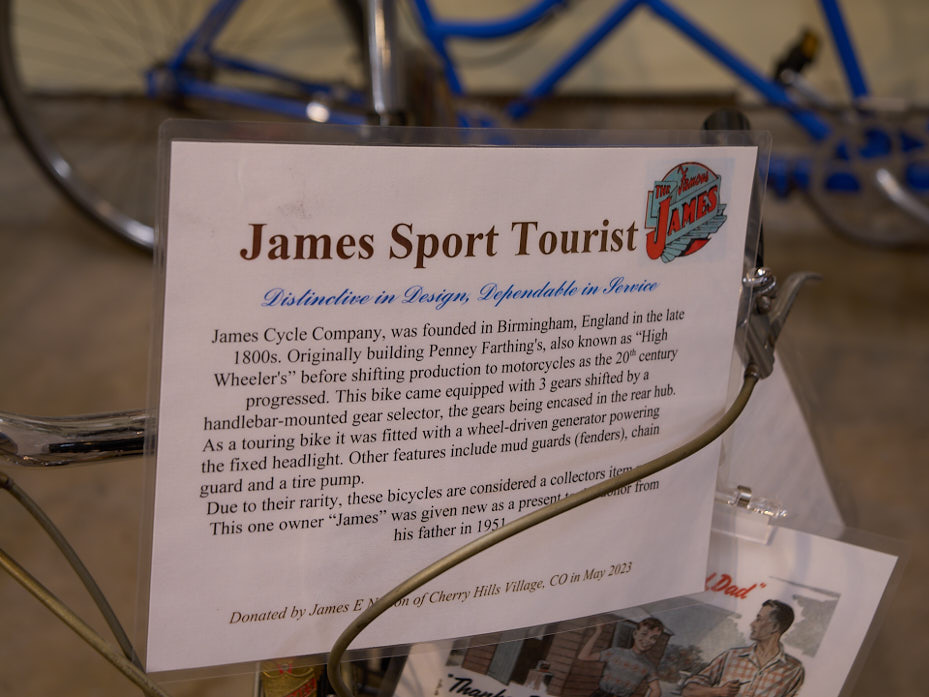 THE Famous JAMES
James Sport Tourist
Distinctive in Design, Dependable in Service
James Cycle Company, was founded in Birmingham, England in the late
1800s. Originally building Penney Farthing's, also known as “High
Wheeler's” before shifting production to motorcycles as the 20th century
progressed. This bike came equipped with 3 gears shifted by a
handlebar-mounted gear selector, the gears being encased in the rear hub.
As a touring bike it was fitted with a wheel-driven generator powering
the fixed headlight. Other features include mud guards (fenders), chain
guard and a tire pump.
Due to their rarity, these bicycles are considered a collectors item
This one owner “James” was given new as a present donor from
his father in 1951
Donated by James E of Cherry Hills Village, CO in May 2023
Dad”
“Thanks